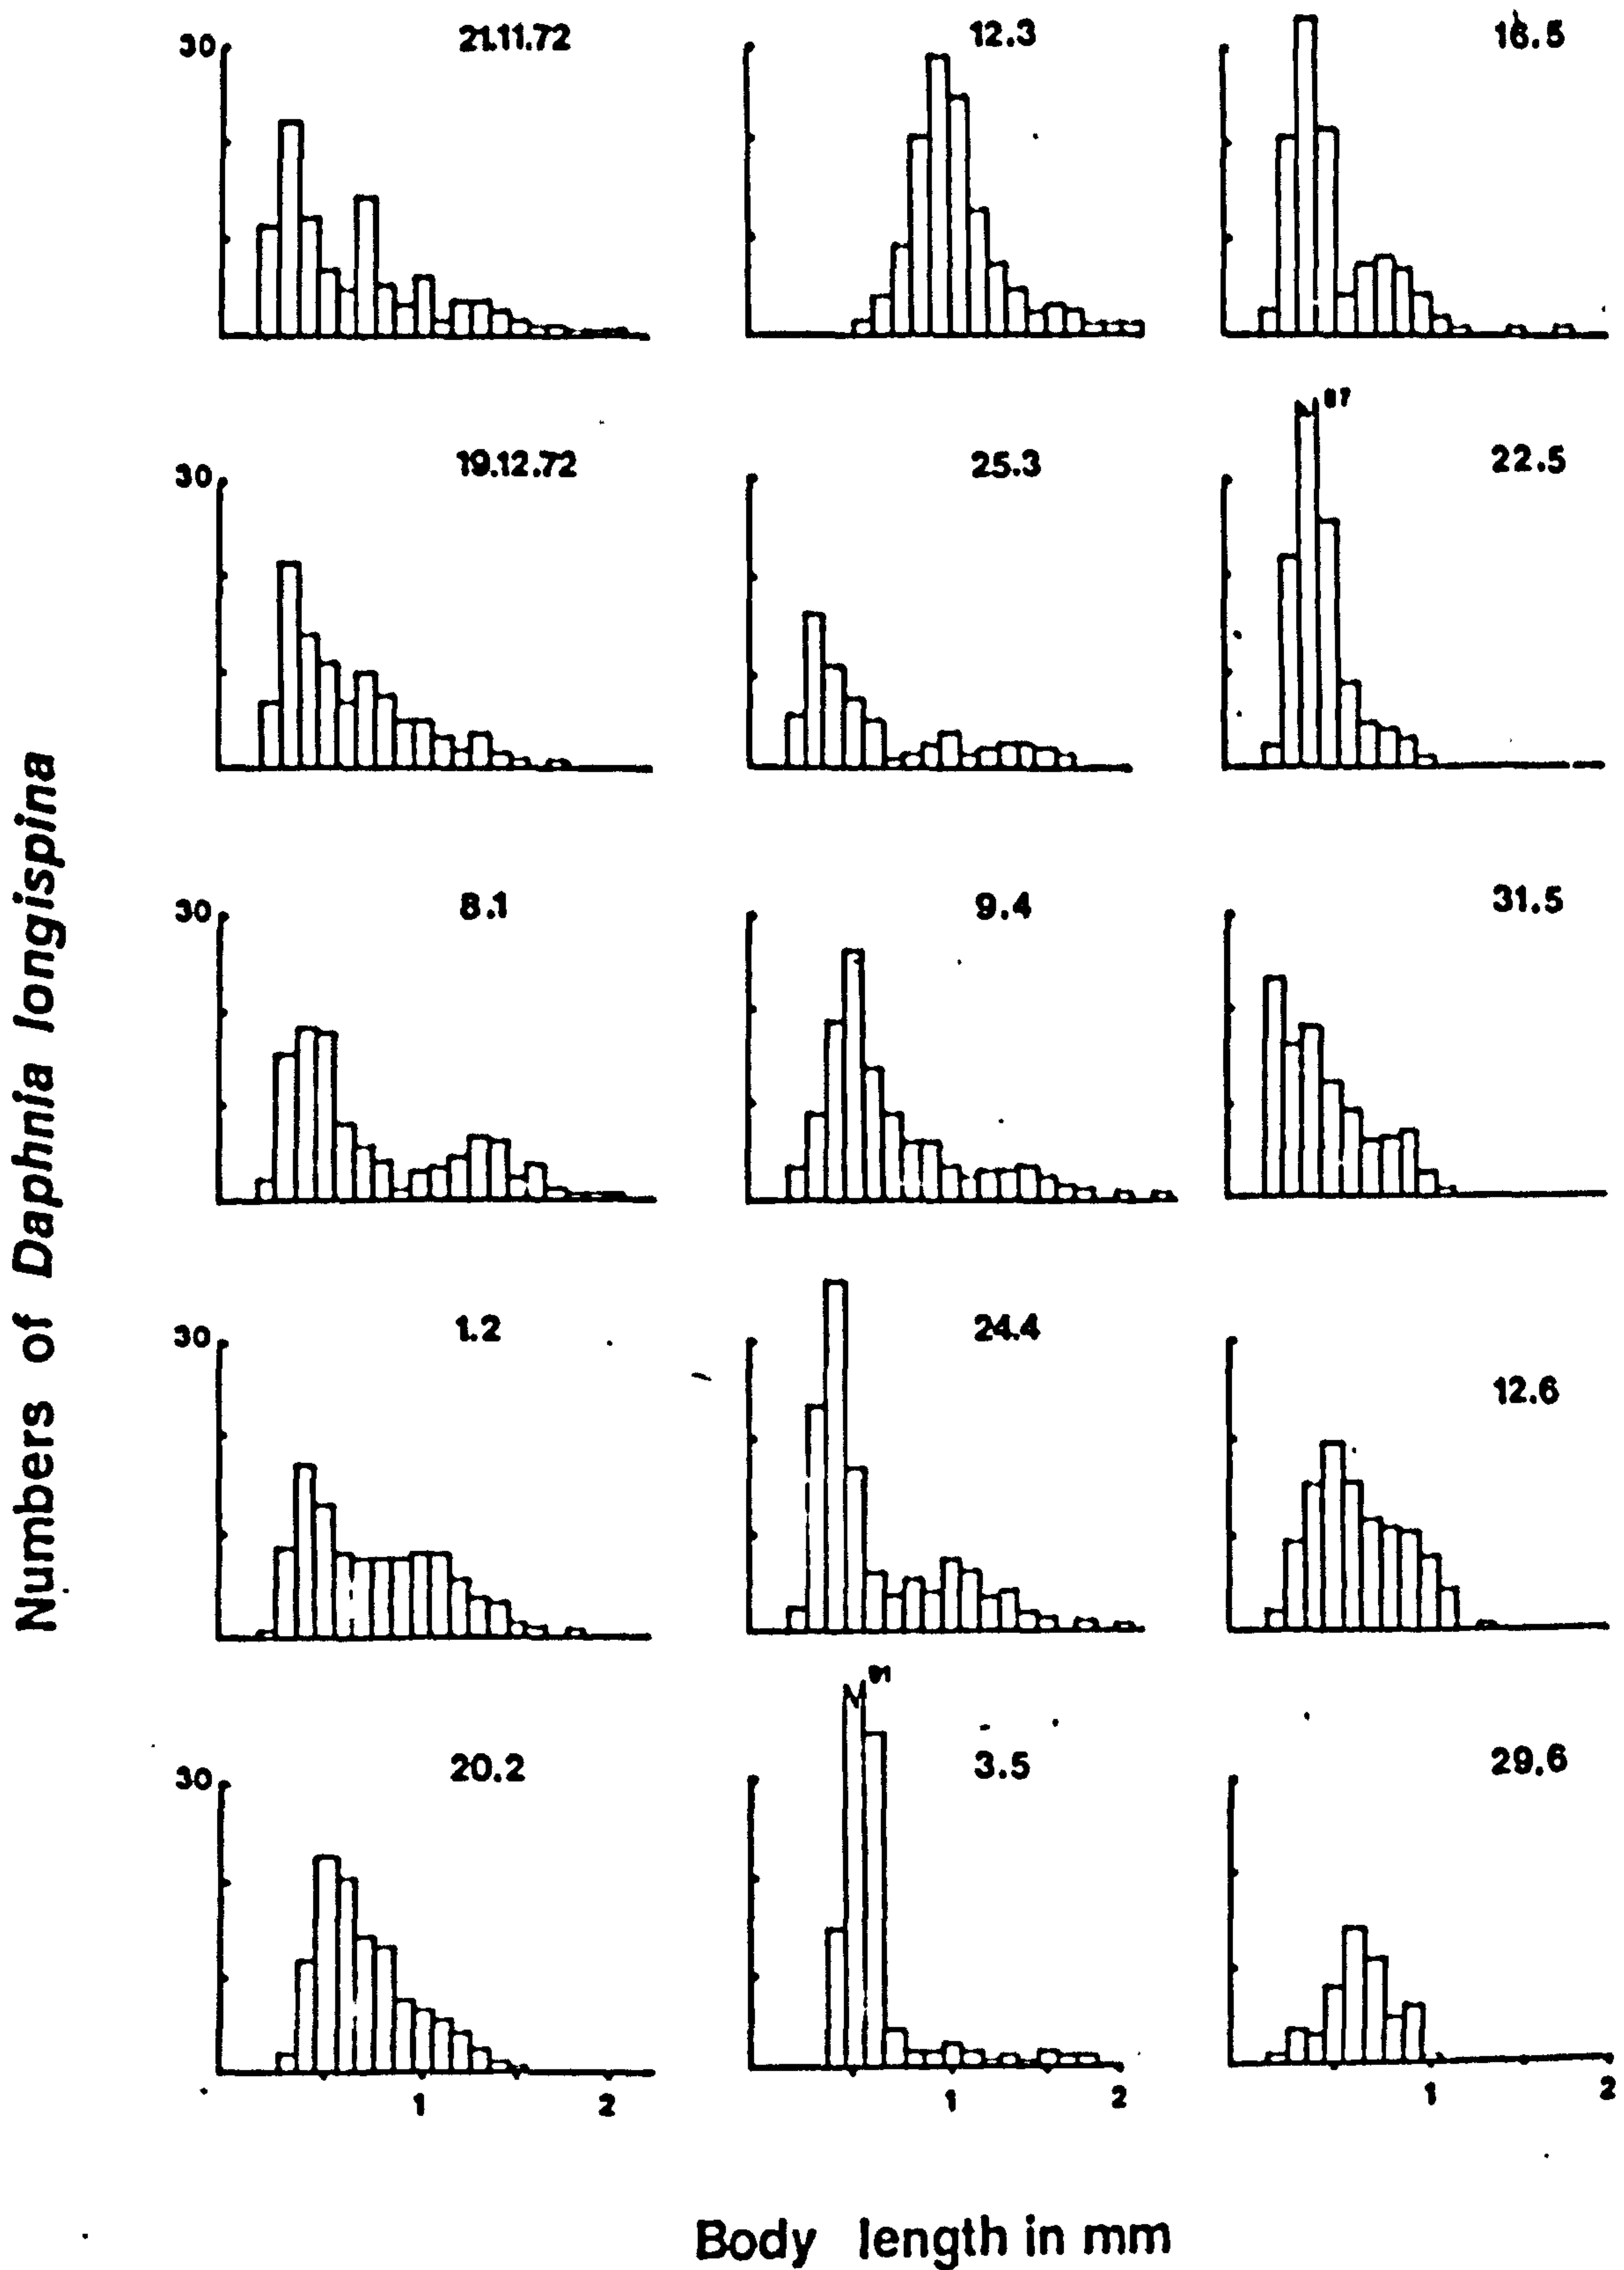 30 21.11.72 12.3 16.5
30 19.12.72 25.3 22.5
30 8.1 9.4 31.5
30 1.2 24.4 12.6
30 20.2 3.5 29.6
1 2 1 2 1 2
Numbers of Daphnia longispina
Body length in mm